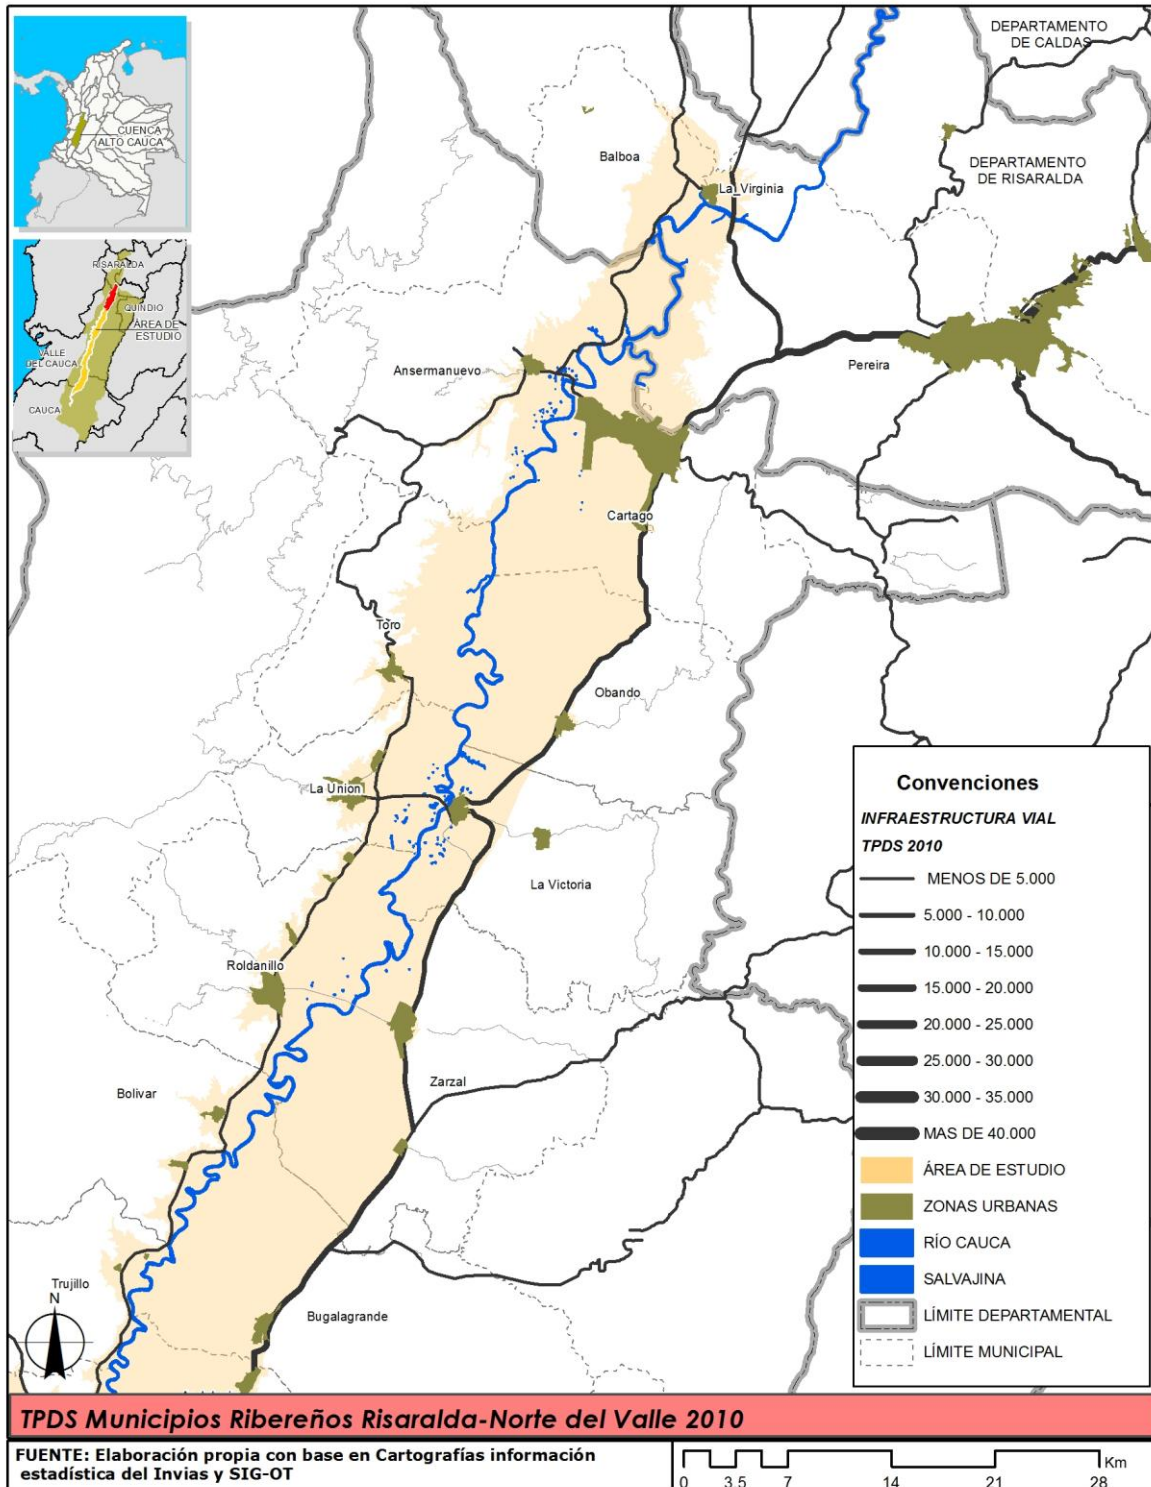 DEPARTAMENTO
DE CALDAS
CUENCA
ALTO CAUCA
DEPARTAMENTO
DE RISARALDA
Balboa
La_Virginia
RISARALDA
QUINDIO
ÁREA DE
ESTUDIO
VALLE
DEL CAUCA
CAUCA
Ansermanuevo
Pereira
Cartago
Toro
Obando
La Union
La Victoria
Roldanillo
Bolivar
Zarzal
Trujillo
N
Bugalagrande
Convenciones
INFRAESTRUCTURA VIAL
TPDS 2010
MENOS DE 5.000
5.000 - 10.000
10.000 - 15.000
15.000 - 20.000
20.000 - 25.000
25.000 - 30.000
30.000 - 35.000
MAS DE 40.000
ÁREA DE ESTUDIO
ZONAS URBANAS
RÍO CAUCA
SALVAJINA
LÍMITE DEPARTAMENTAL
LÍMITE MUNICIPAL
TPDS Municipios Ribereños Risaralda-Norte del Valle 2010
FUENTE: Elaboración propia con base en Cartografías información
estadística del Invias y SIG-OT
0 3.5 7 14 21 28 Km